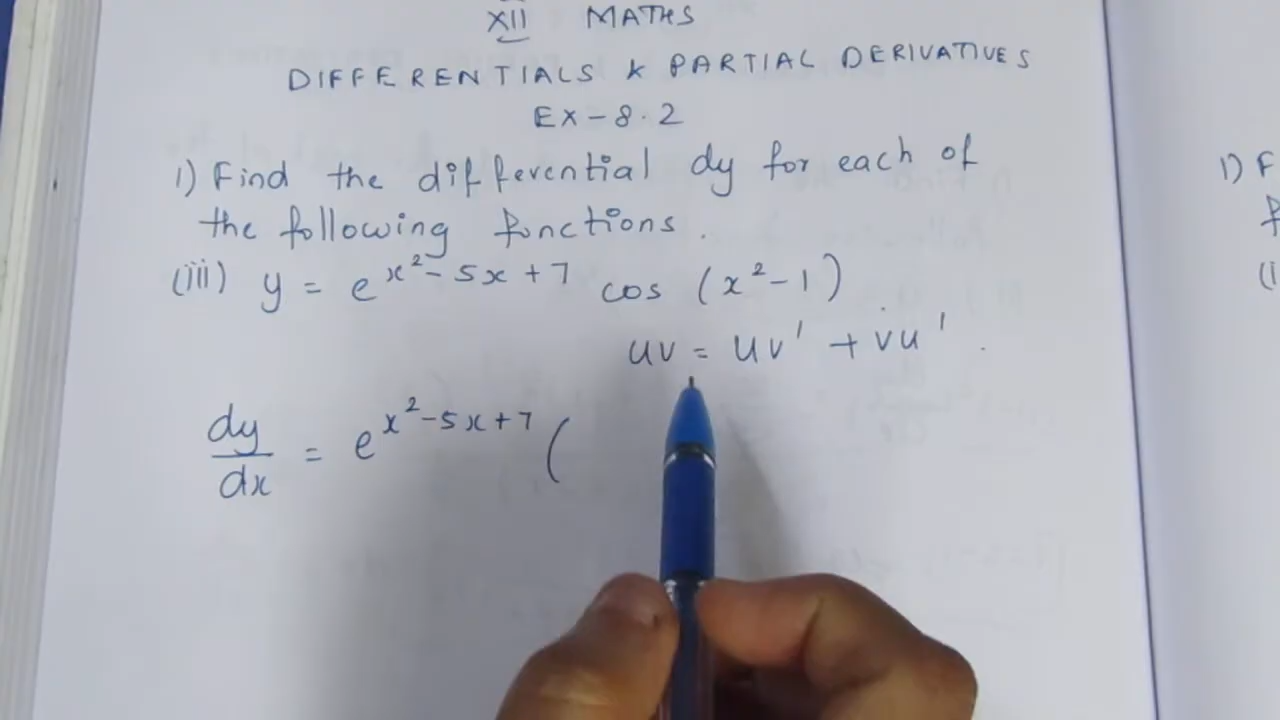 XII MATHS
DIFFERENTIALS & PARTIAL DERIVATIVES
EX-8.2
1) Find the differential dy for each of
the following functions.
(iii) y = e^{x²-5x+7} cos (x²-1)
uv = uv' + vu'.
dy/dx = e^{x²-5x+7} (
1) F
(i